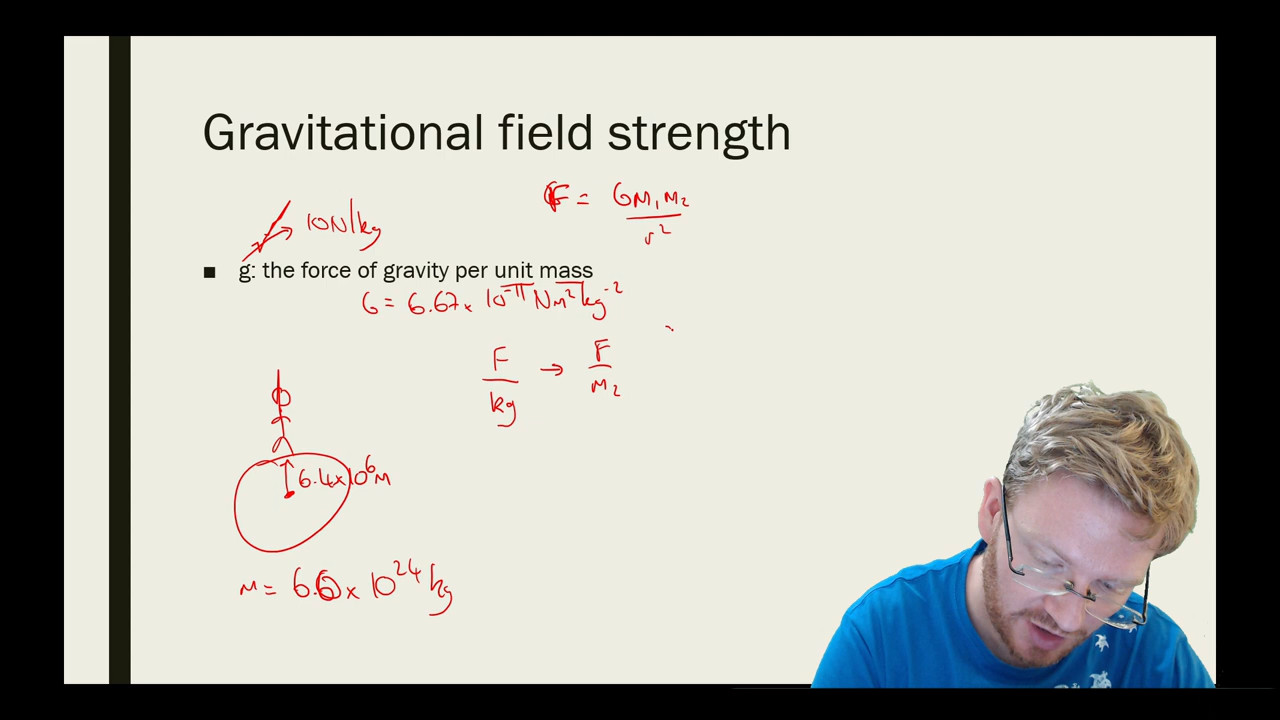 Gravitational field strength
F = GM₁M₂
r²
10N/kg
■ g: the force of gravity per unit mass
G = 6.67 × 10⁻¹¹ Nm²kg⁻²
F → F
kg M₂
6.4×10⁶M
M = 6.0 × 10²⁴ kg